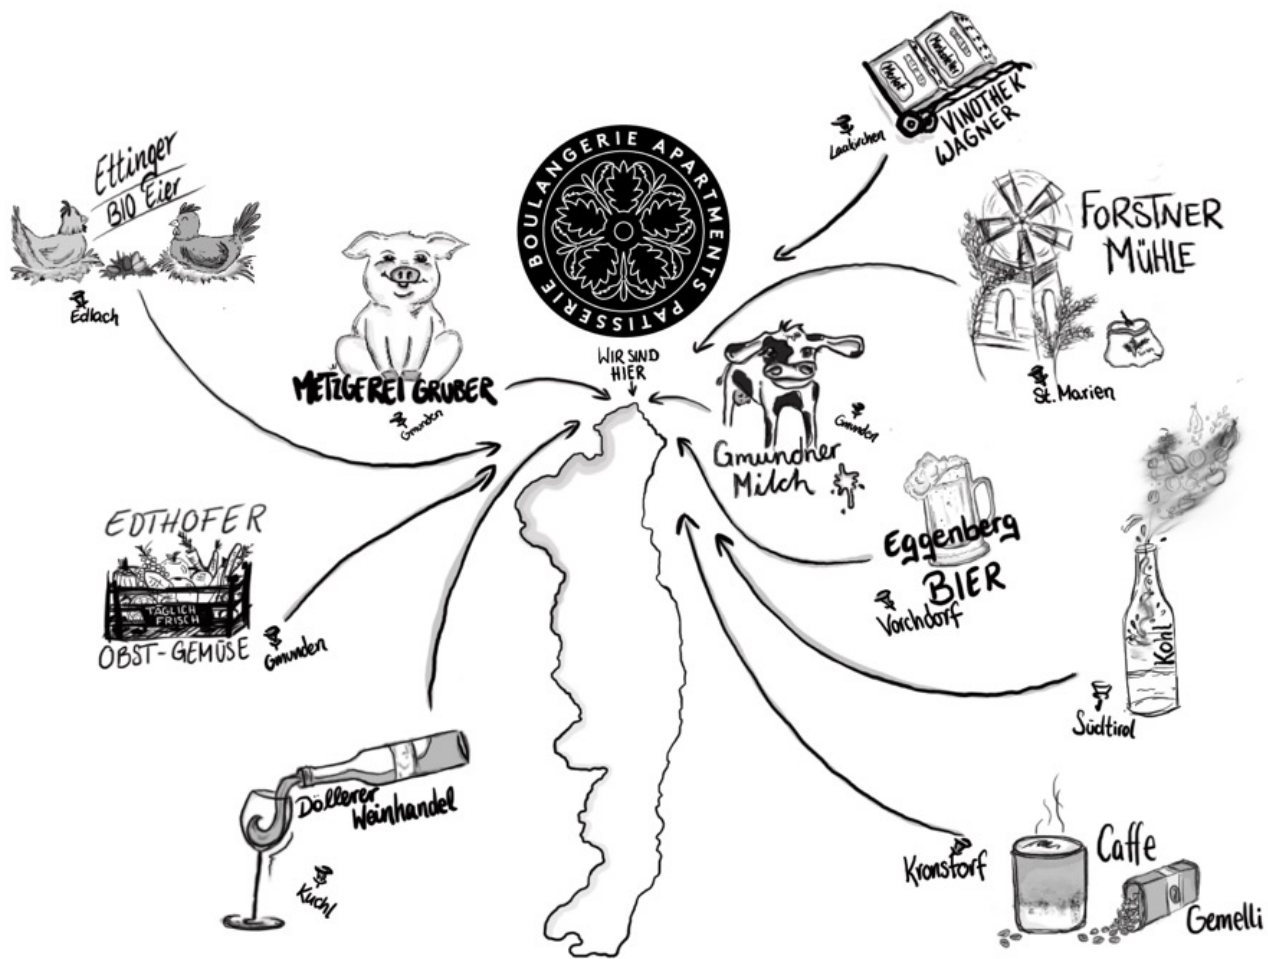 Ettinger
BIO Eier
Edlach
BOULANGERIE APARTMENTS PATISSERIE
WIR SIND
HIER
Merlot
VINOTHEK
WAGNER
Laakirchen
FORSTNER
MÜHLE
St. Marien
METZGEREI GRUBER
Gmunden
Gmundner
Milch
Gmunden
EDTHOFER
TÄGLICH
FRISCH
OBST-GEMÜSE
Gmunden
Eggenberg
BIER
Vorchdorf
Kohl
Südtirol
Döllerer
Weinhandel
Kuchl
Kronstorf
Caffe
Gemelli